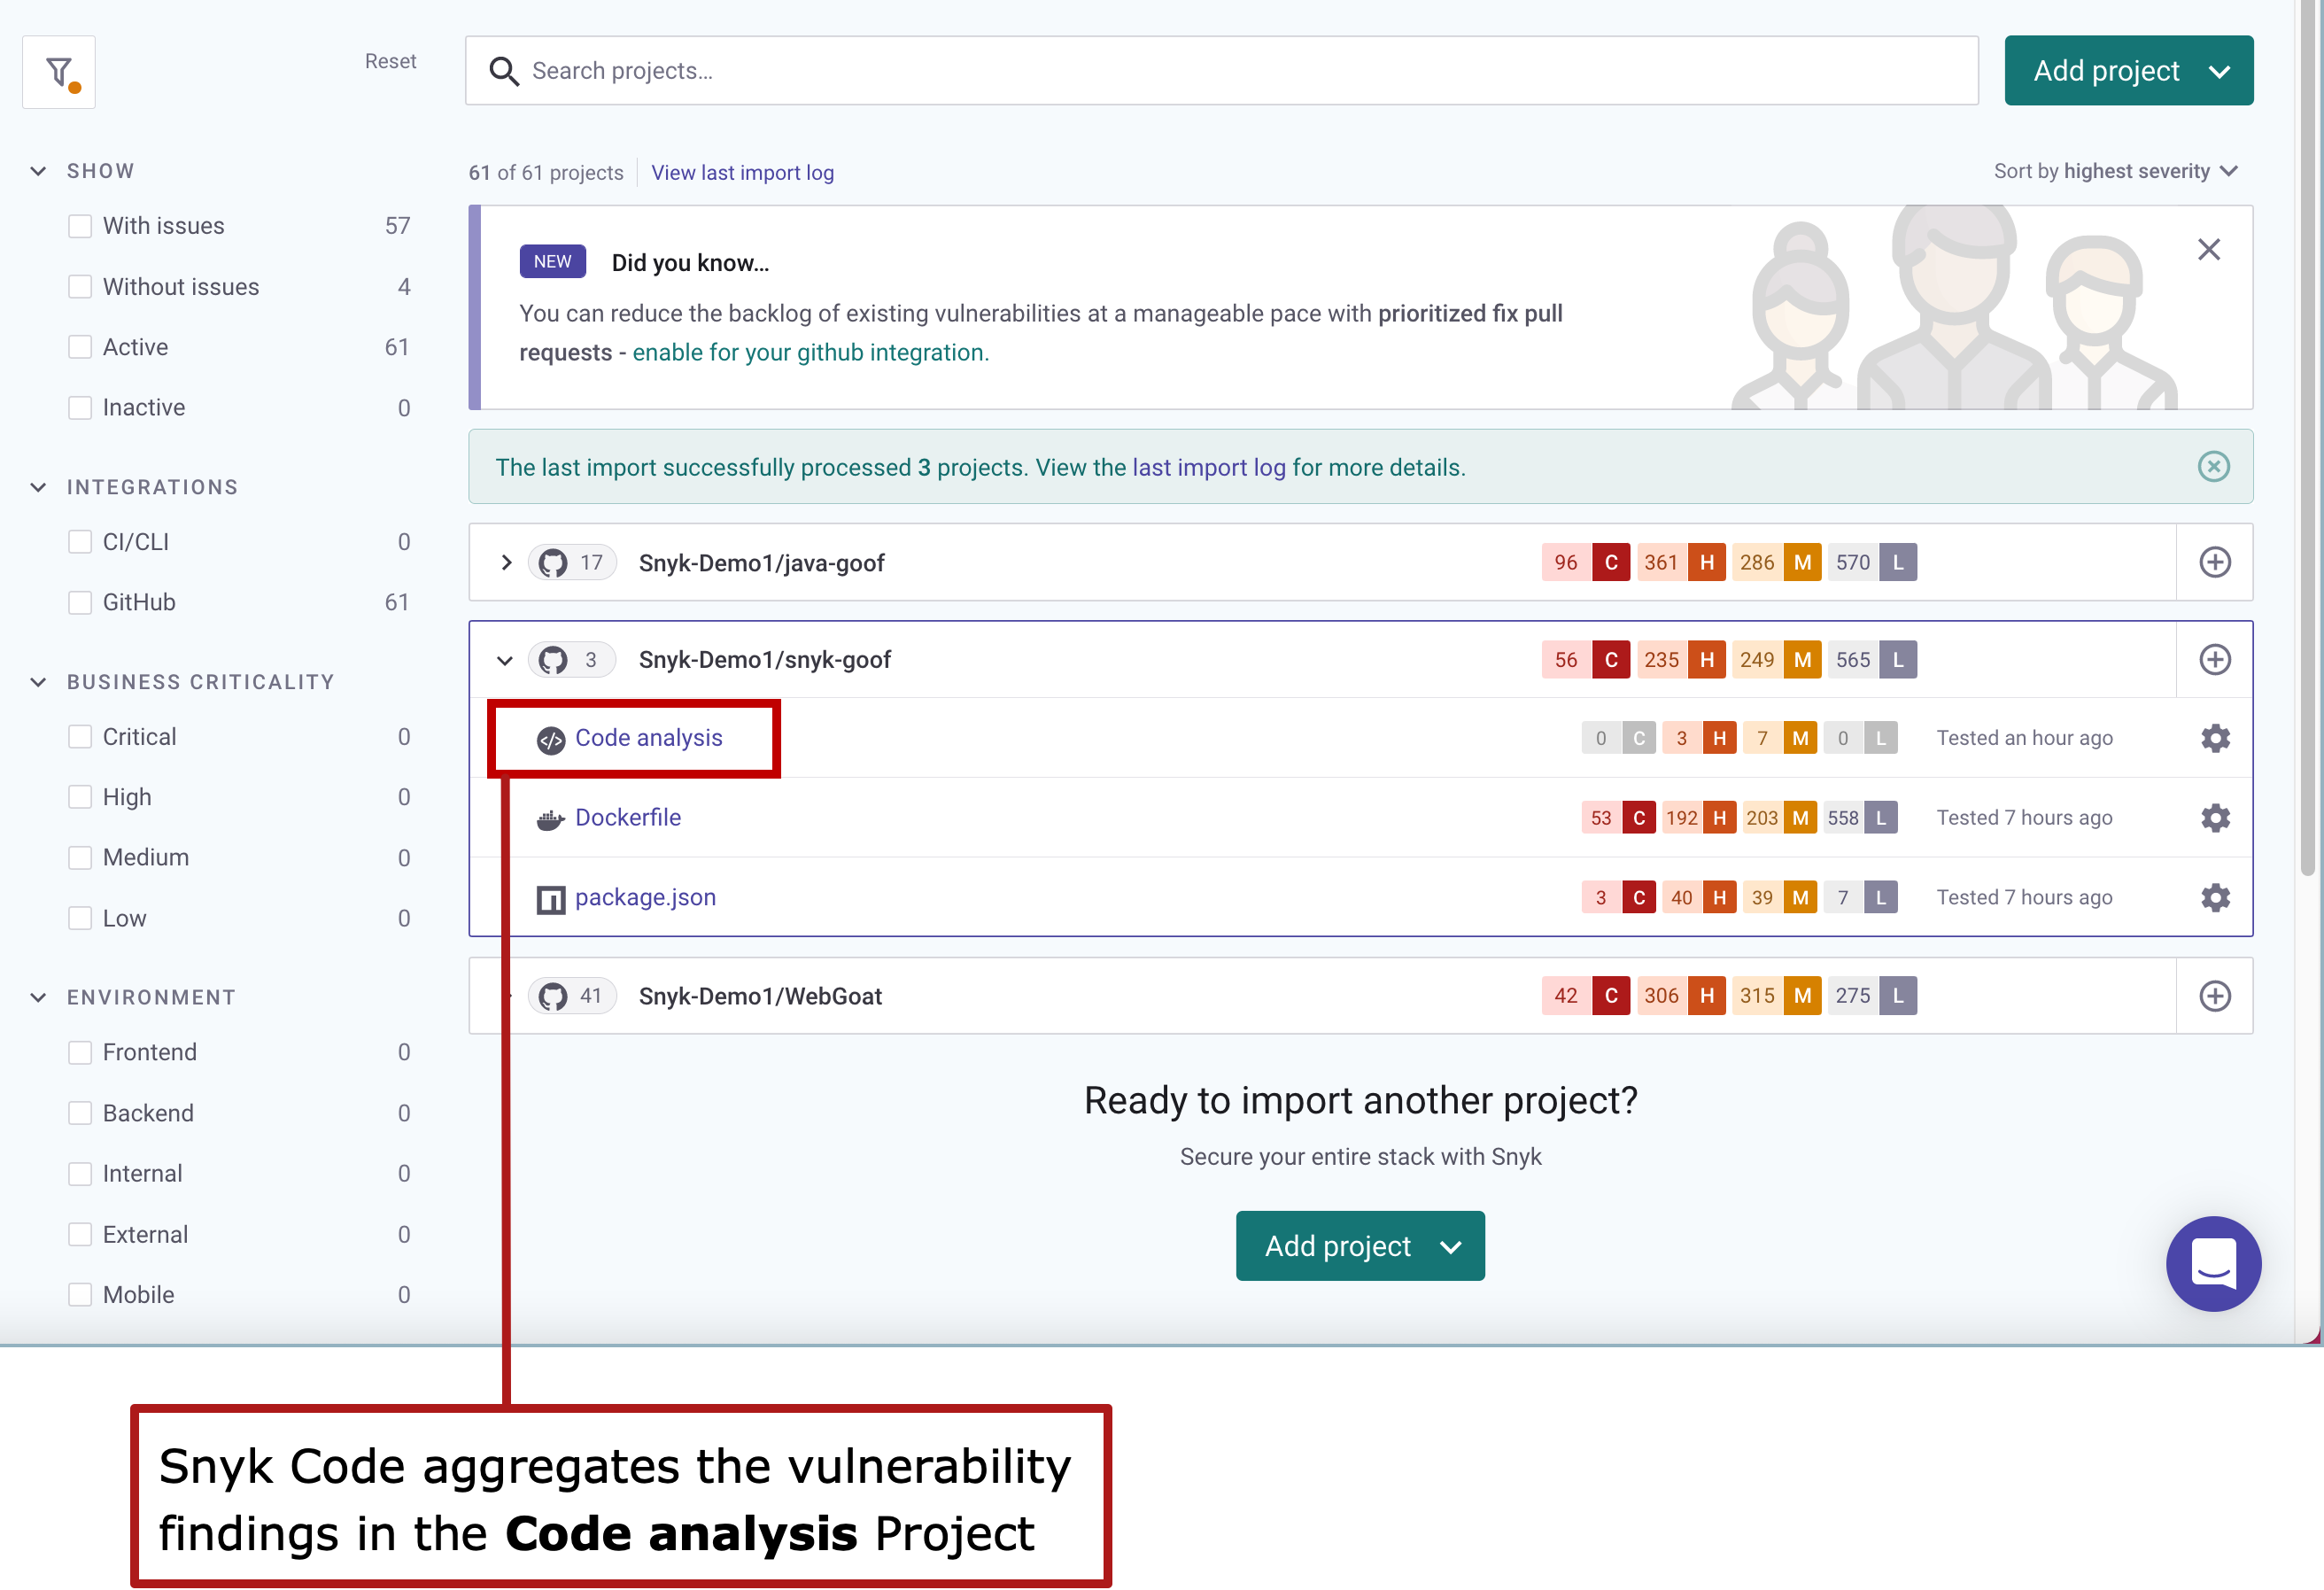 Reset
Search projects...
Add project
SHOW
With issues 57
Without issues 4
Active 61
Inactive 0
INTEGRATIONS
CI/CLI 0
GitHub 61
BUSINESS CRITICALITY
Critical 0
High 0
Medium 0
Low 0
ENVIRONMENT
Frontend 0
Backend 0
Internal 0
External 0
Mobile 0
61 of 61 projects View last import log
Sort by highest severity
NEW Did you know...
You can reduce the backlog of existing vulnerabilities at a manageable pace with prioritized fix pull
requests - enable for your github integration.
The last import successfully processed 3 projects. View the last import log for more details.
17 Snyk-Demo1/java-goof 96 C 361 H 286 M 570 L
3 Snyk-Demo1/snyk-goof 56 C 235 H 249 M 565 L
Code analysis 0 C 3 H 7 M 0 L Tested an hour ago
Dockerfile 53 C 192 H 203 M 558 L Tested 7 hours ago
package.json 3 C 40 H 39 M 7 L Tested 7 hours ago
41 Snyk-Demo1/WebGoat 42 C 306 H 315 M 275 L
Ready to import another project?
Secure your entire stack with Snyk
Add project
Snyk Code aggregates the vulnerability
findings in the Code analysis Project